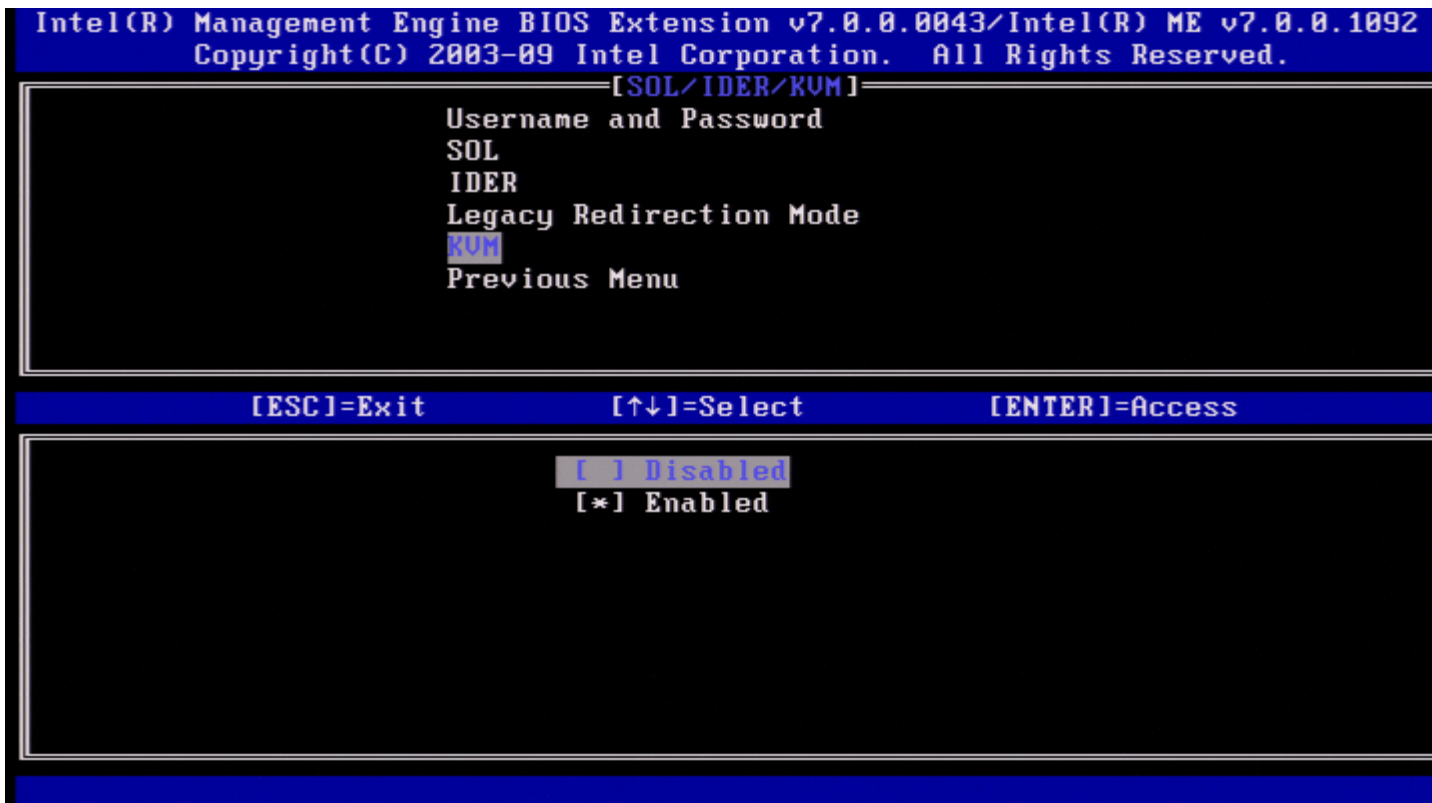 Intel(R) Management Engine BIOS Extension v7.0.0.0043/Intel(R) ME v7.0.0.1092
Copyright(C) 2003-09 Intel Corporation. All Rights Reserved.
[SOL/IDER/KVM]
Username and Password
SOL
IDER
Legacy Redirection Mode
KVM
Previous Menu
[ESC]=Exit [↑↓]=Select [ENTER]=Access
[ ] Disabled
[*] Enabled